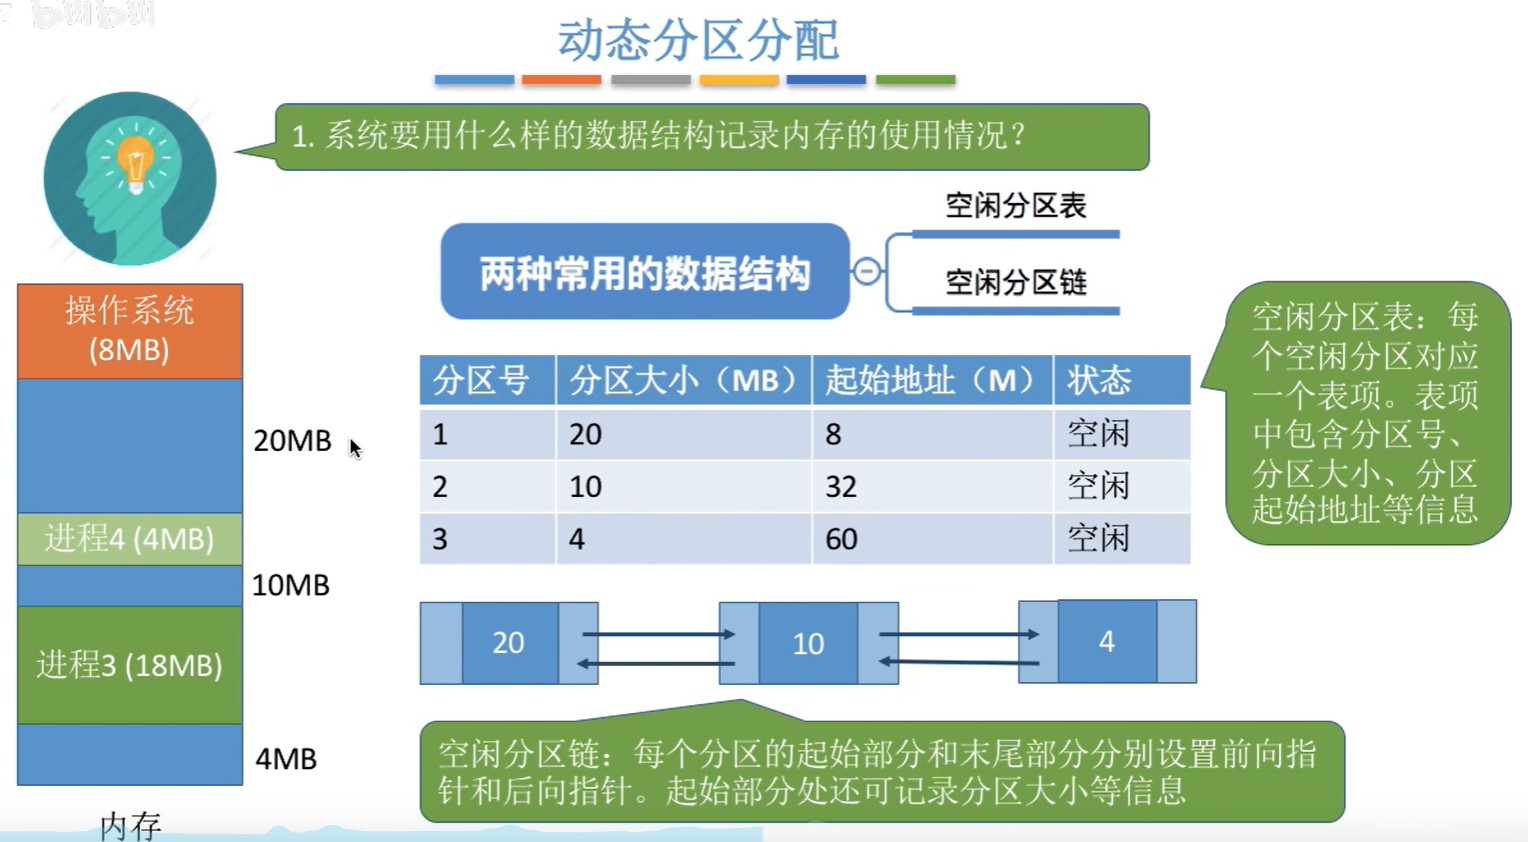 动态分区分配
1. 系统要用什么样的数据结构记录内存的使用情况？
两种常用的数据结构
空闲分区表
空闲分区链
操作系统
(8MB)
20MB
进程4 (4MB)
10MB
进程3 (18MB)
4MB
内存
分区号 分区大小（MB） 起始地址（M） 状态
1 20 8 空闲
2 10 32 空闲
3 4 60 空闲
空闲分区表：每
个空闲分区对应
一个表项。表项
中包含分区号、
分区大小、分区
起始地址等信息
20 10 4
空闲分区链：每个分区的起始部分和末尾部分分别设置前向指
针和后向指针。起始部分处还可记录分区大小等信息